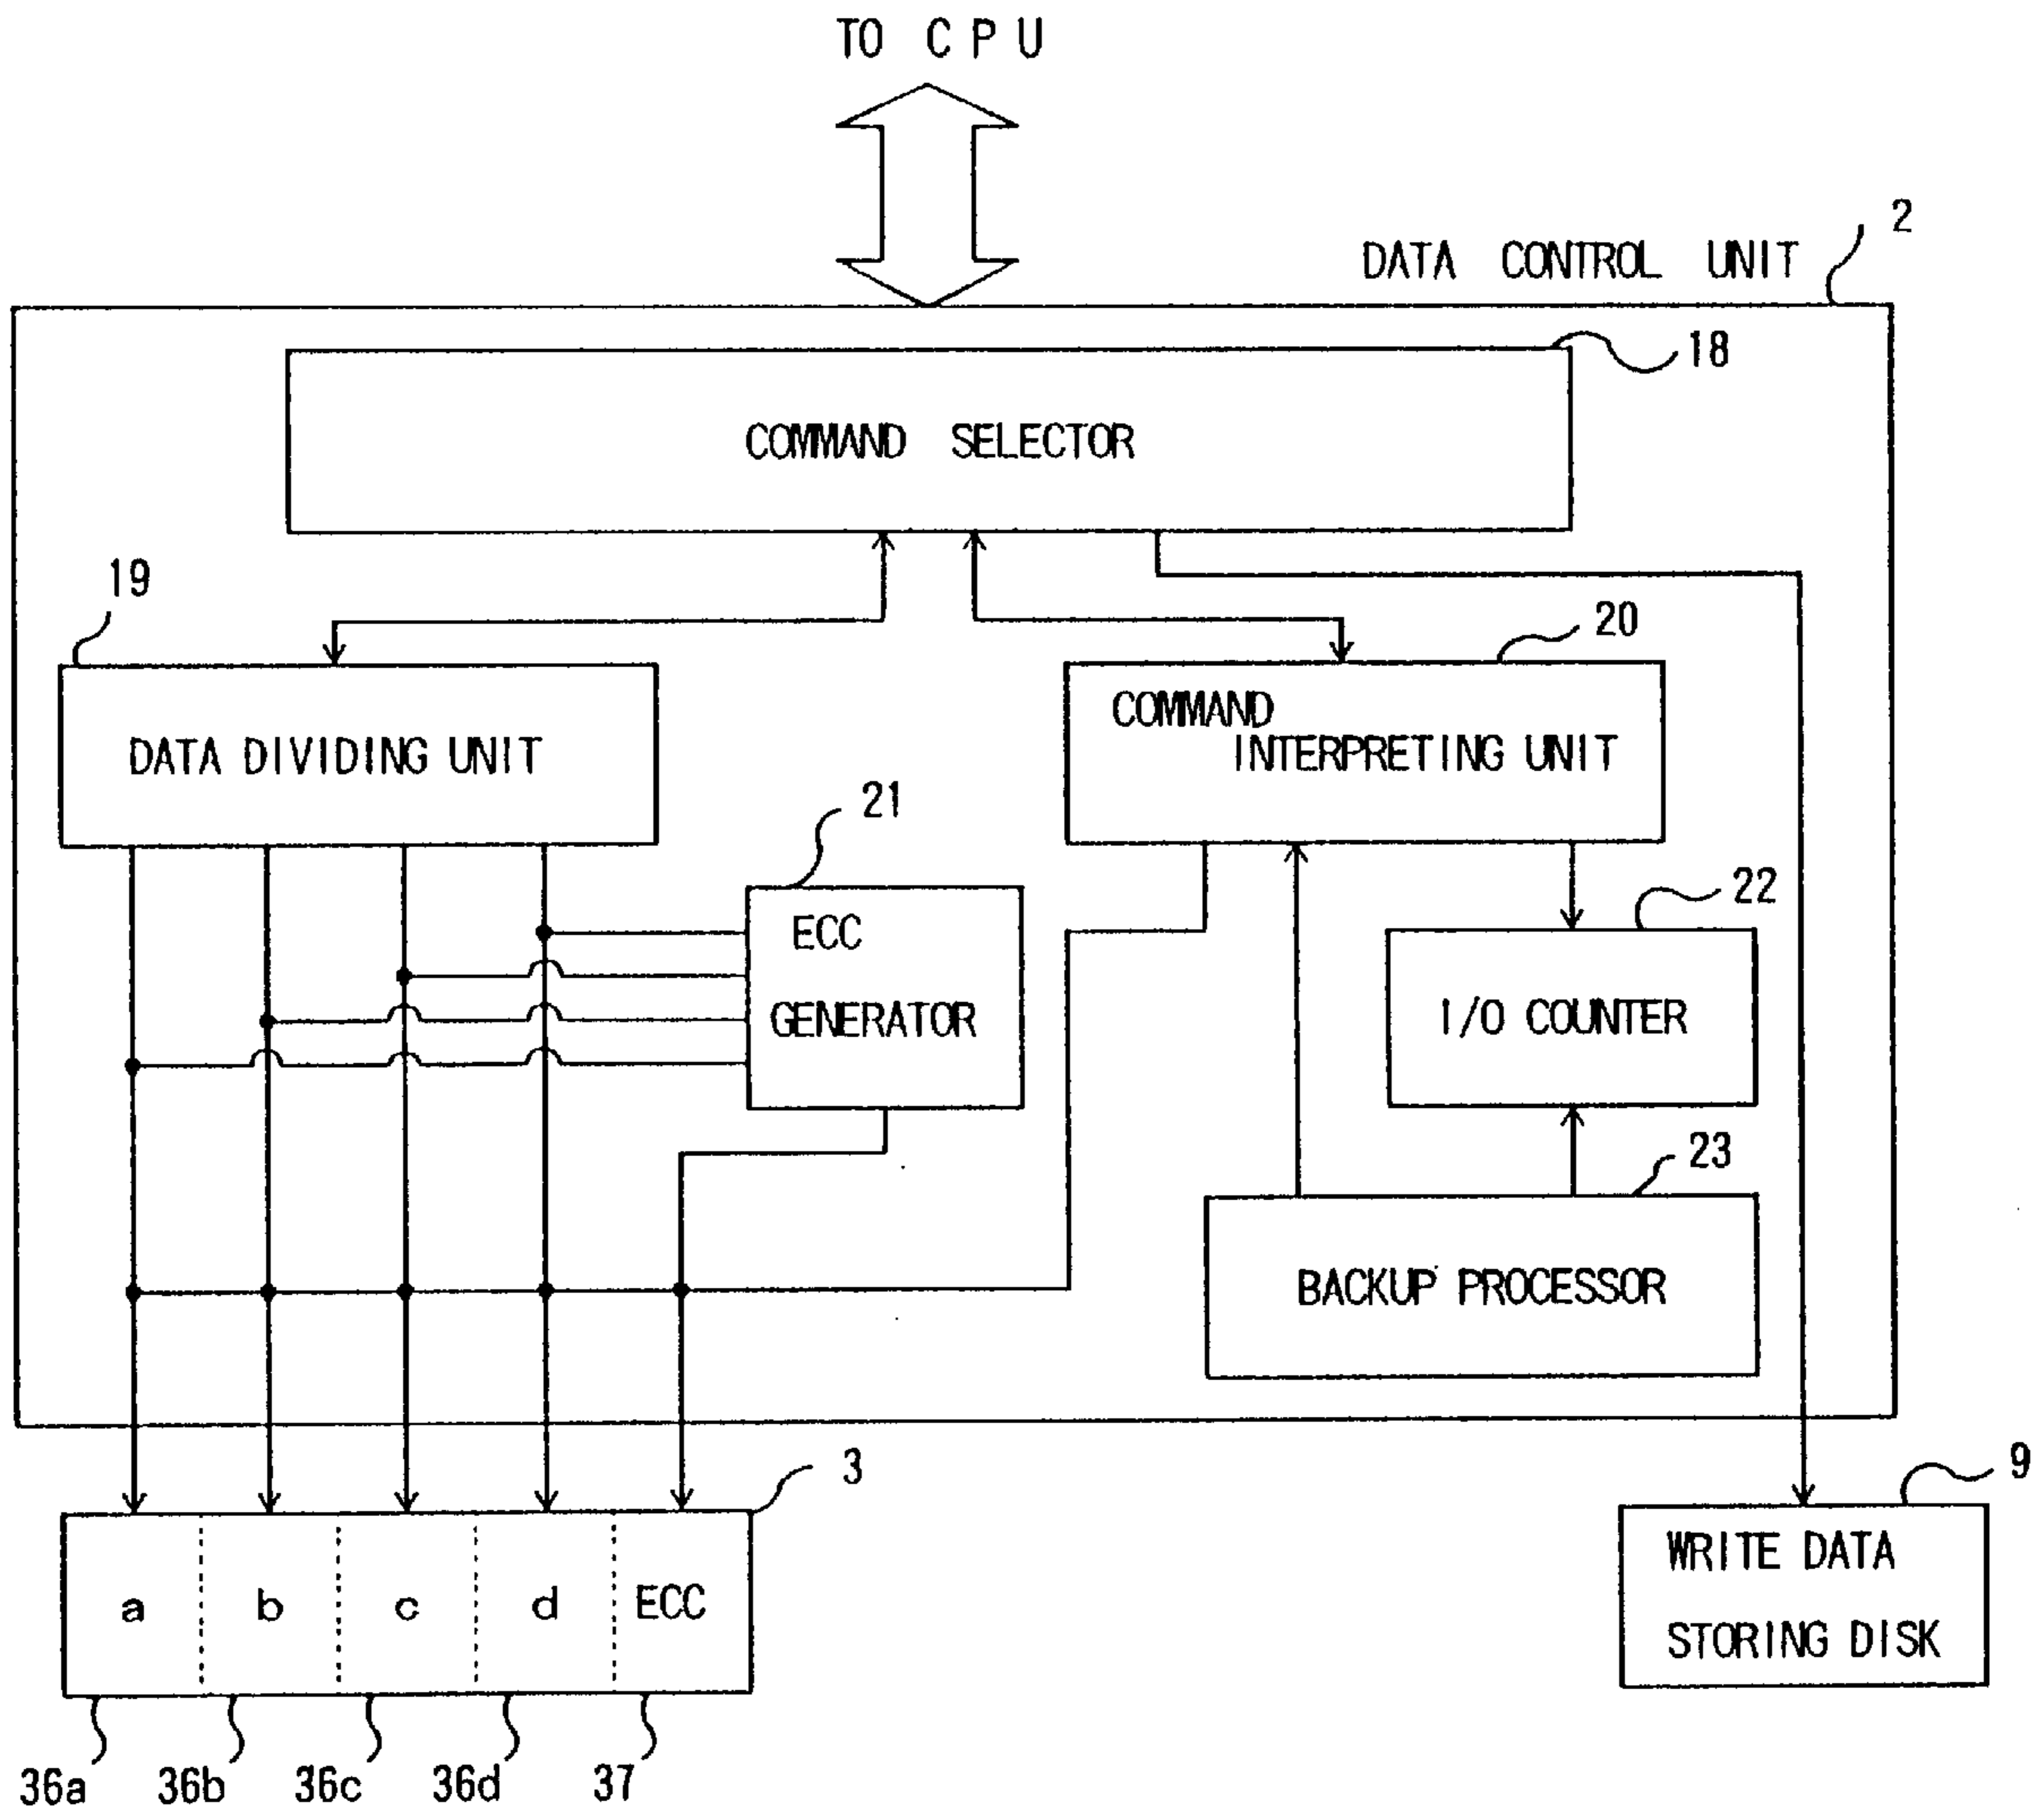 TO CPU
2
DATA CONTROL UNIT
18
COMMAND SELECTOR
19
20
DATA DIVIDING UNIT
COMMAND
INTERPRETING UNIT
21
22
ECC
GENERATOR
I/O COUNTER
23
BACKUP PROCESSOR
3
9
a b c d ECC
WRITE DATA
STORING DISK
36a 36b 36c 36d 37